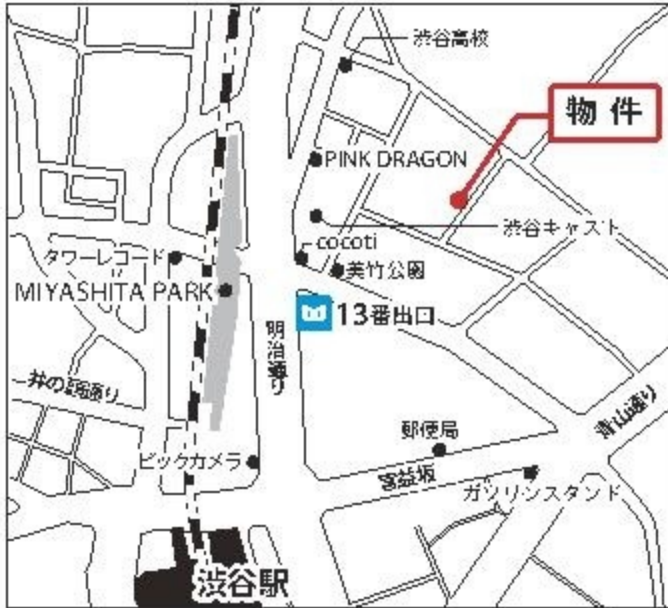 渋谷高校
物件
PINK DRAGON
渋谷キャスト
cocoti
タワーレコード
美竹公園
MIYASHITA PARK
13番出口
明治通り
井の頭通り
青山通り
郵便局
ビックカメラ
宮益坂
ガソリンスタンド
渋谷駅